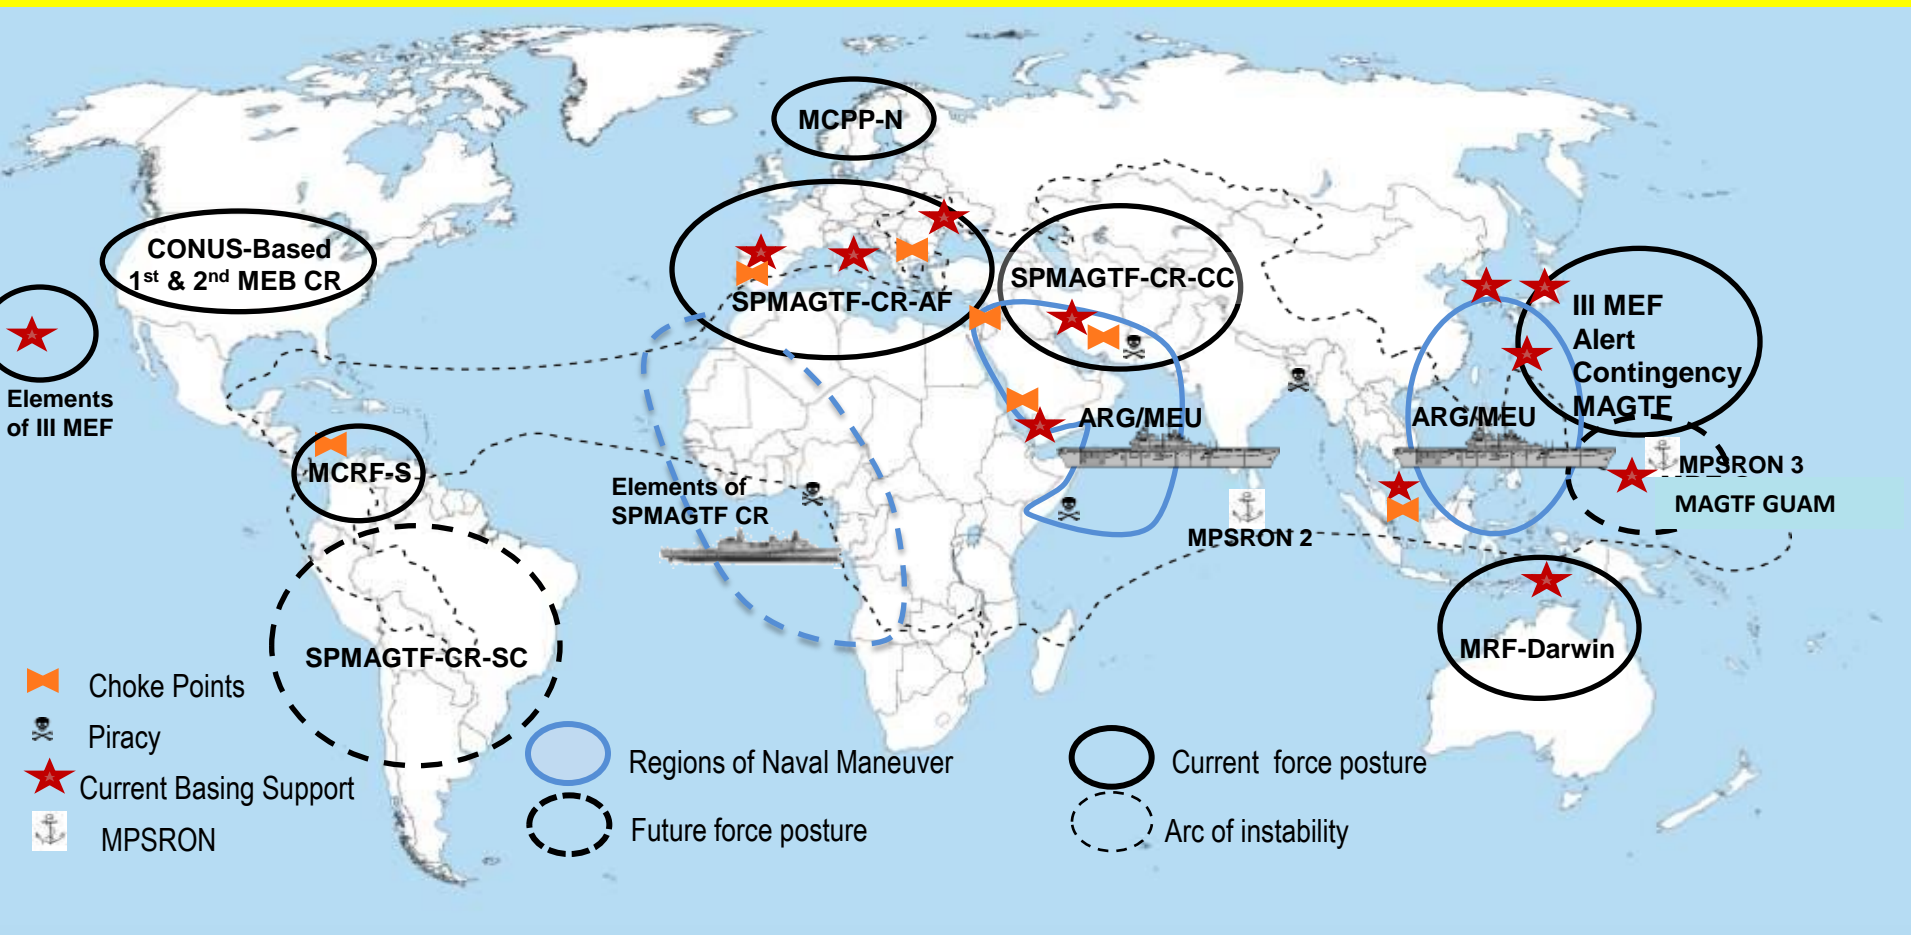 MCPP-N
CONUS-Based
1st & 2nd MEB CR
SPMAGTF-CR-AF
SPMAGTF-CR-CC
III MEF
Alert
Contingency
MAGTF
Elements
of III MEF
ARG/MEU
ARG/MEU
MCRF-S
MPSRON 3
MAGTF GUAM
Elements of
SPMAGTF CR
MPSRON 2
SPMAGTF-CR-SC
MRF-Darwin
Choke Points
Piracy
Current Basing Support
MPSRON
Regions of Naval Maneuver
Future force posture
Current force posture
Arc of instability